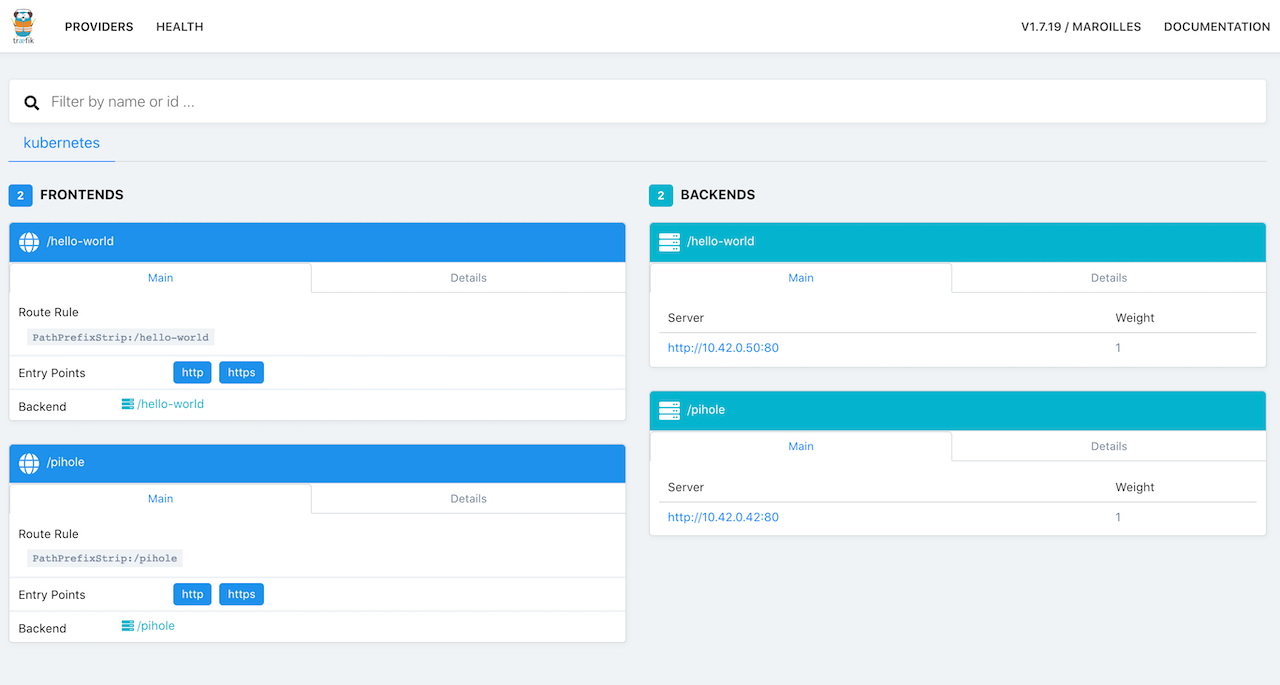 træfik PROVIDERS HEALTH V1.7.19 / MAROILLES DOCUMENTATION
Filter by name or id ...
kubernetes
2 FRONTENDS
/hello-world
Main Details
Route Rule
PathPrefixStrip:/hello-world
Entry Points http https
Backend /hello-world
/pihole
Main Details
Route Rule
PathPrefixStrip:/pihole
Entry Points http https
Backend /pihole
2 BACKENDS
/hello-world
Main Details
Server Weight
http://10.42.0.50:80 1
/pihole
Main Details
Server Weight
http://10.42.0.42:80 1